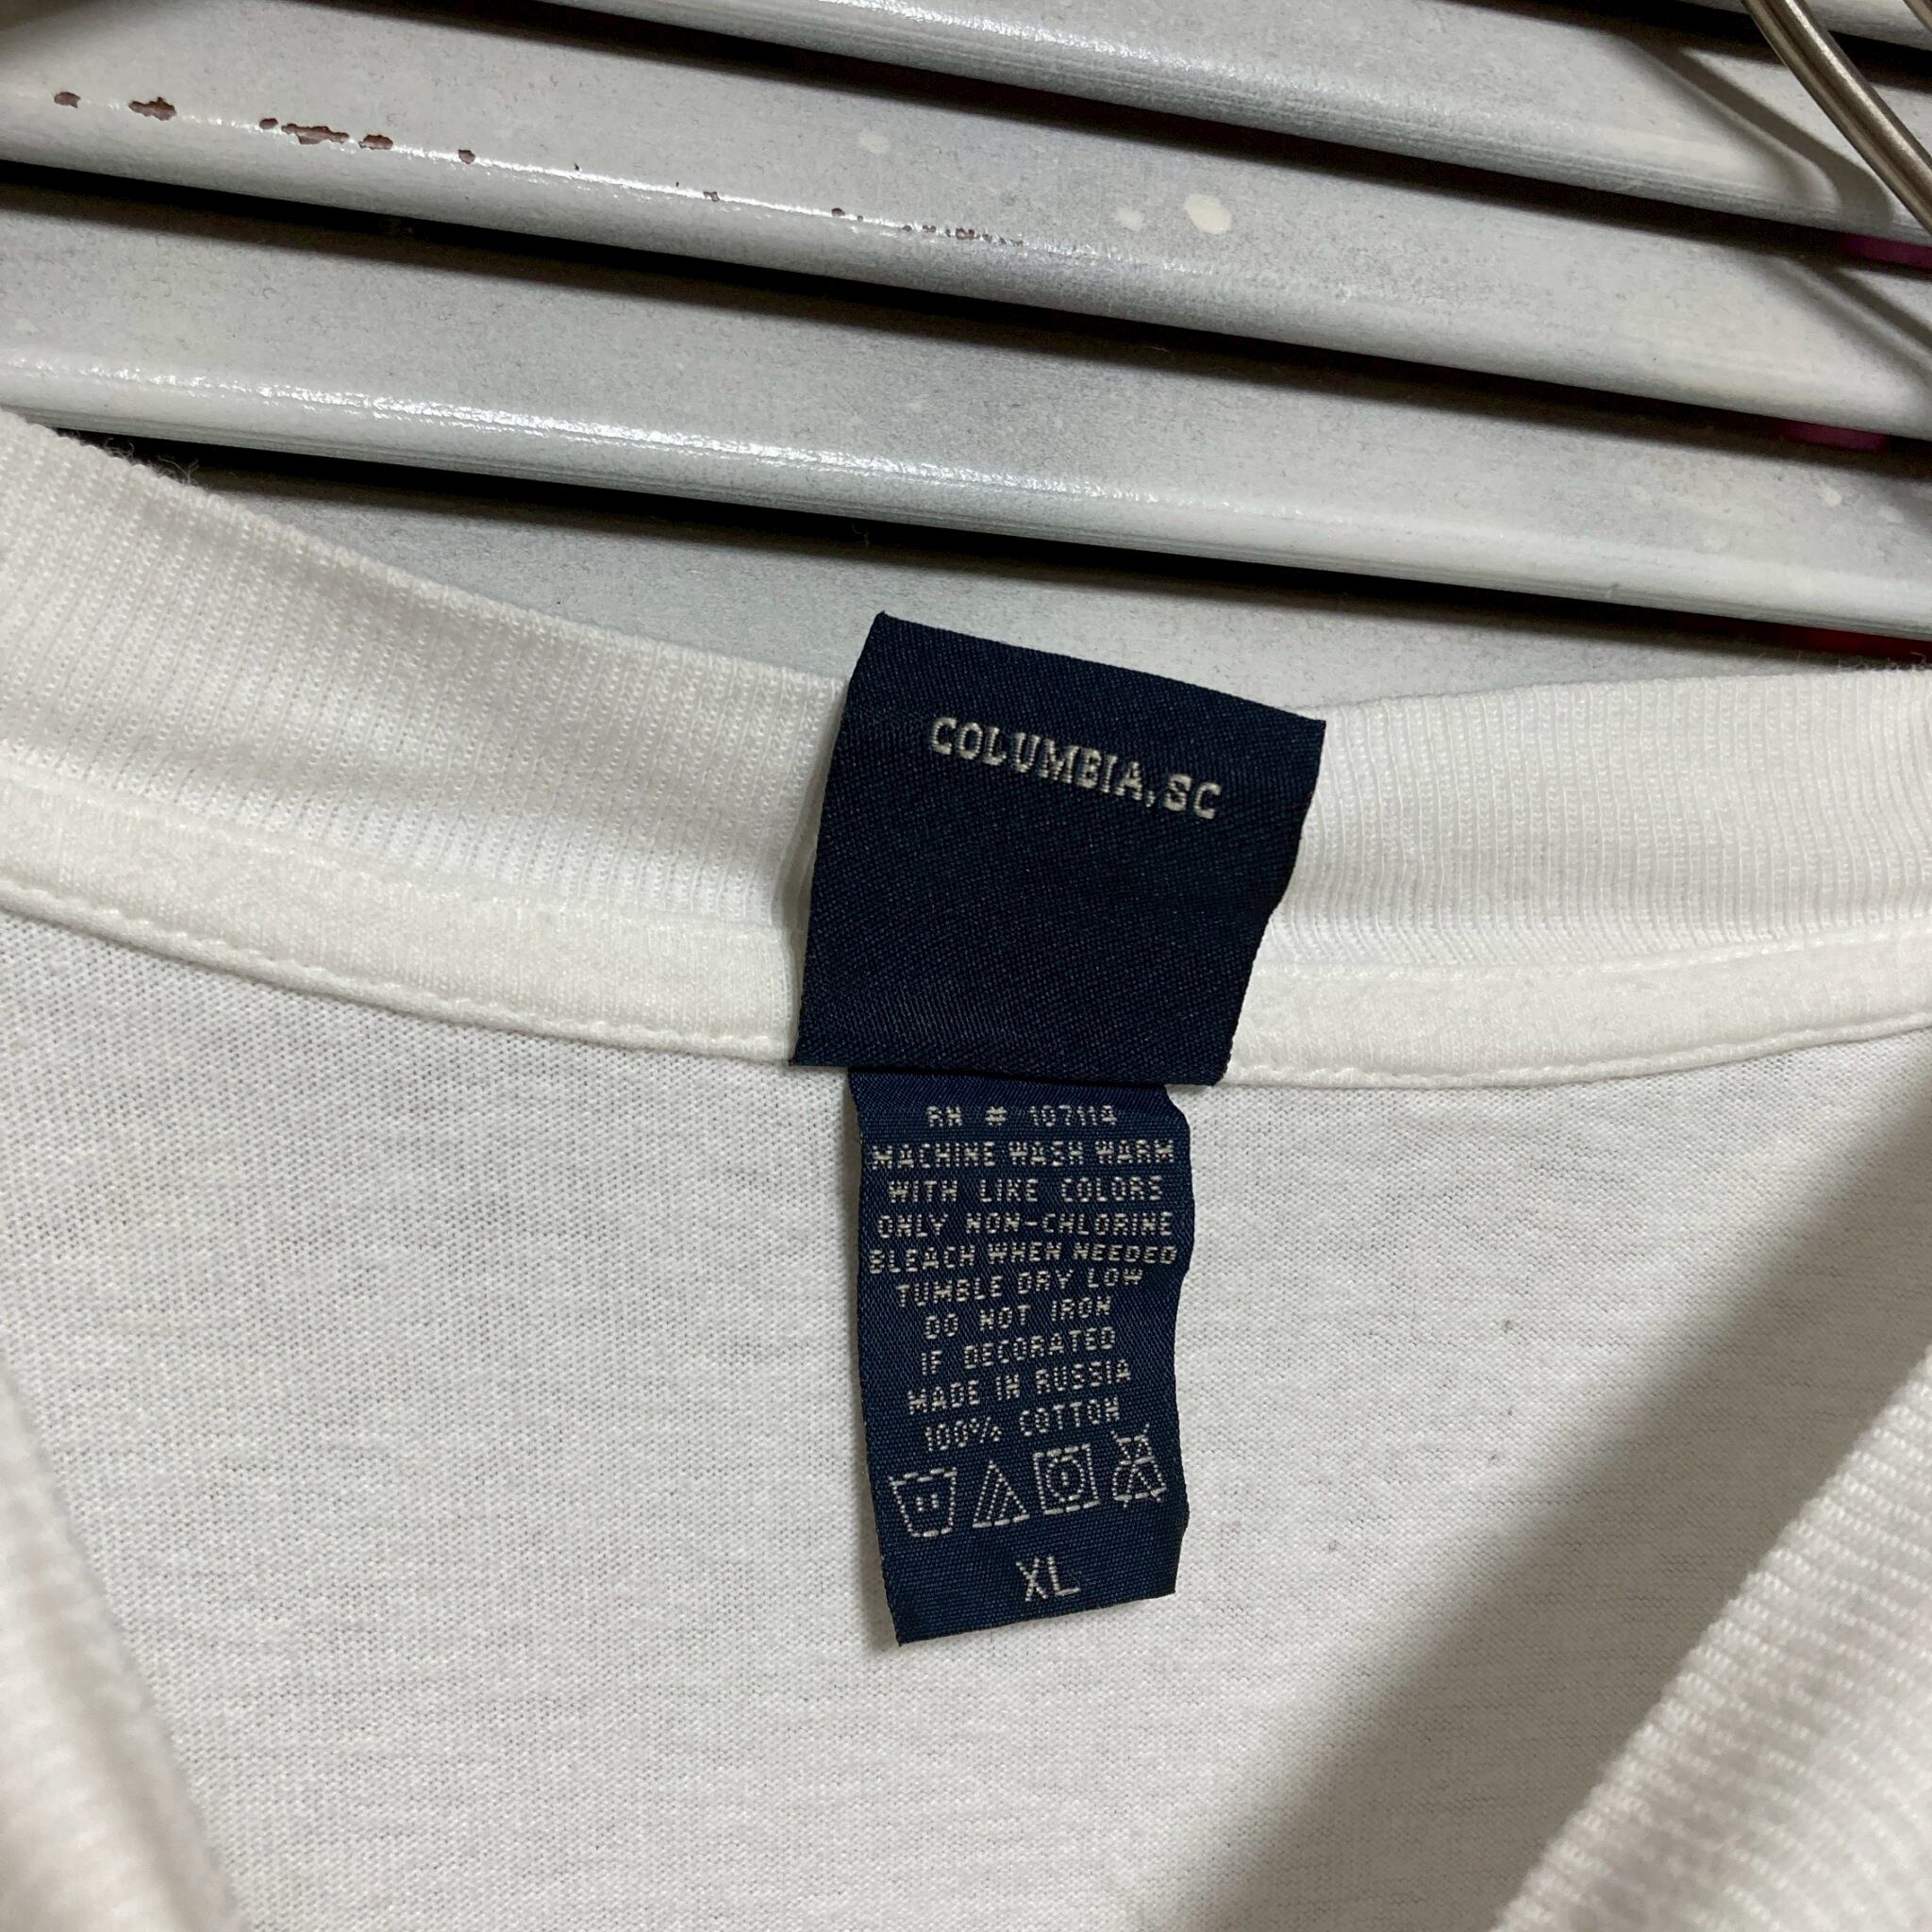 COLUMBIA, SC
RN # 107114
MACHINE WASH WARM
WITH LIKE COLORS
ONLY NON-CHLORINE
BLEACH WHEN NEEDED
TUMBLE DRY LOW
DO NOT IRON
IF DECORATED
MADE IN RUSSIA
100% COTTON
XL